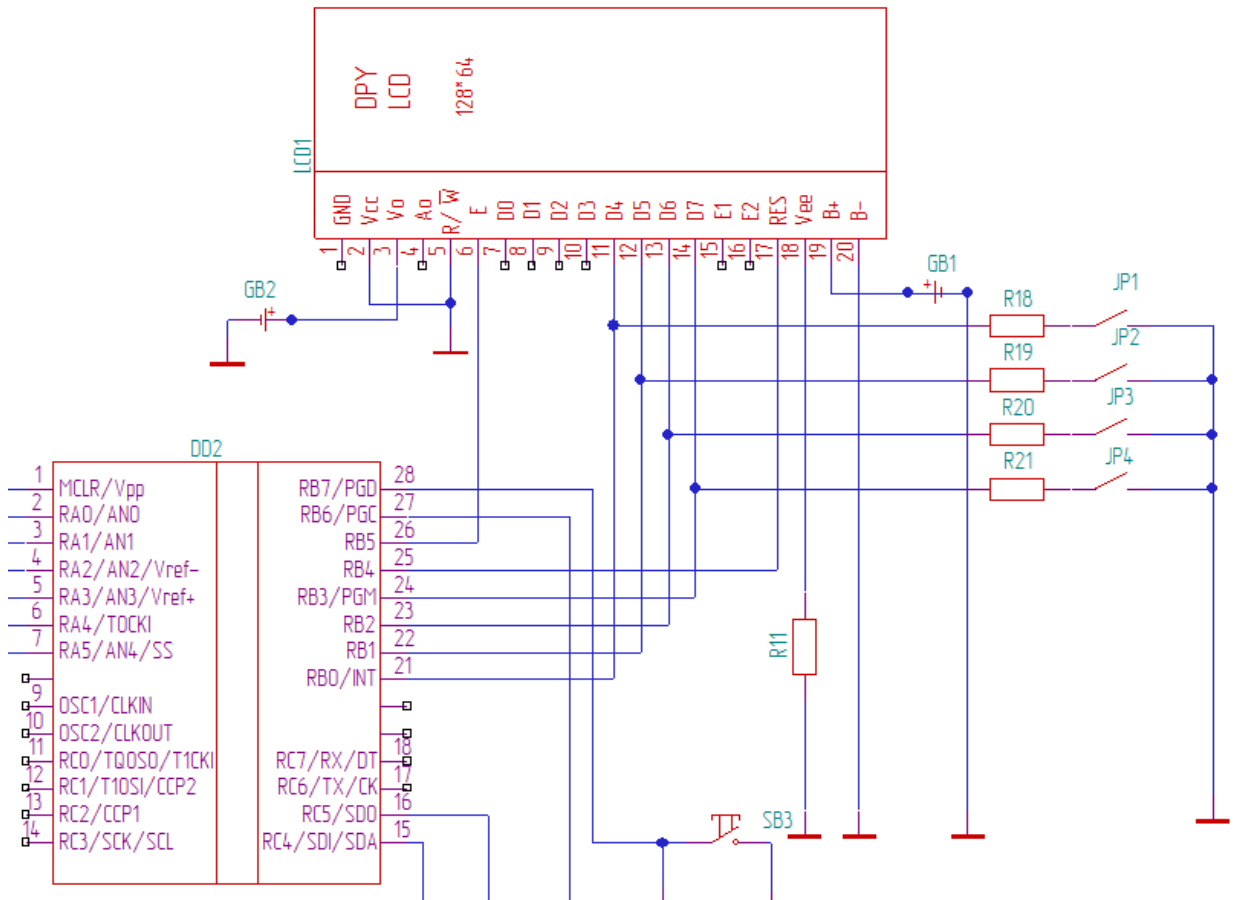 DPY
LCD
128*64
LCD1
GND
Vcc
Vo
Ao
R/W
E
D0
D1
D2
D3
D4
D5
D6
D7
E1
E2
RES
Vee
B+
B-
1
2
3
4
5
6
7
8
9
10
11
12
13
14
15
16
17
18
19
20
GB2
+
GB1
+
R18
JP1
R19
JP2
R20
JP3
R21
JP4
DD2
1 MCLR/Vpp
2 RA0/AN0
3 RA1/AN1
4 RA2/AN2/Vref-
5 RA3/AN3/Vref+
6 RA4/TOCKI
7 RA5/AN4/SS
9 OSC1/CLKIN
10 OSC2/CLKOUT
11 RC0/TQOSO/T1CKI
12 RC1/T1OSI/CCP2
13 RC2/CCP1
14 RC3/SCK/SCL
RB7/PGD 28
RB6/PGC 27
RB5 26
RB4 25
RB3/PGM 24
RB2 23
RB1 22
RB0/INT 21
RC7/RX/DT 18
RC6/TX/CK 17
RC5/SDO 16
RC4/SDI/SDA 15
R11
SB3